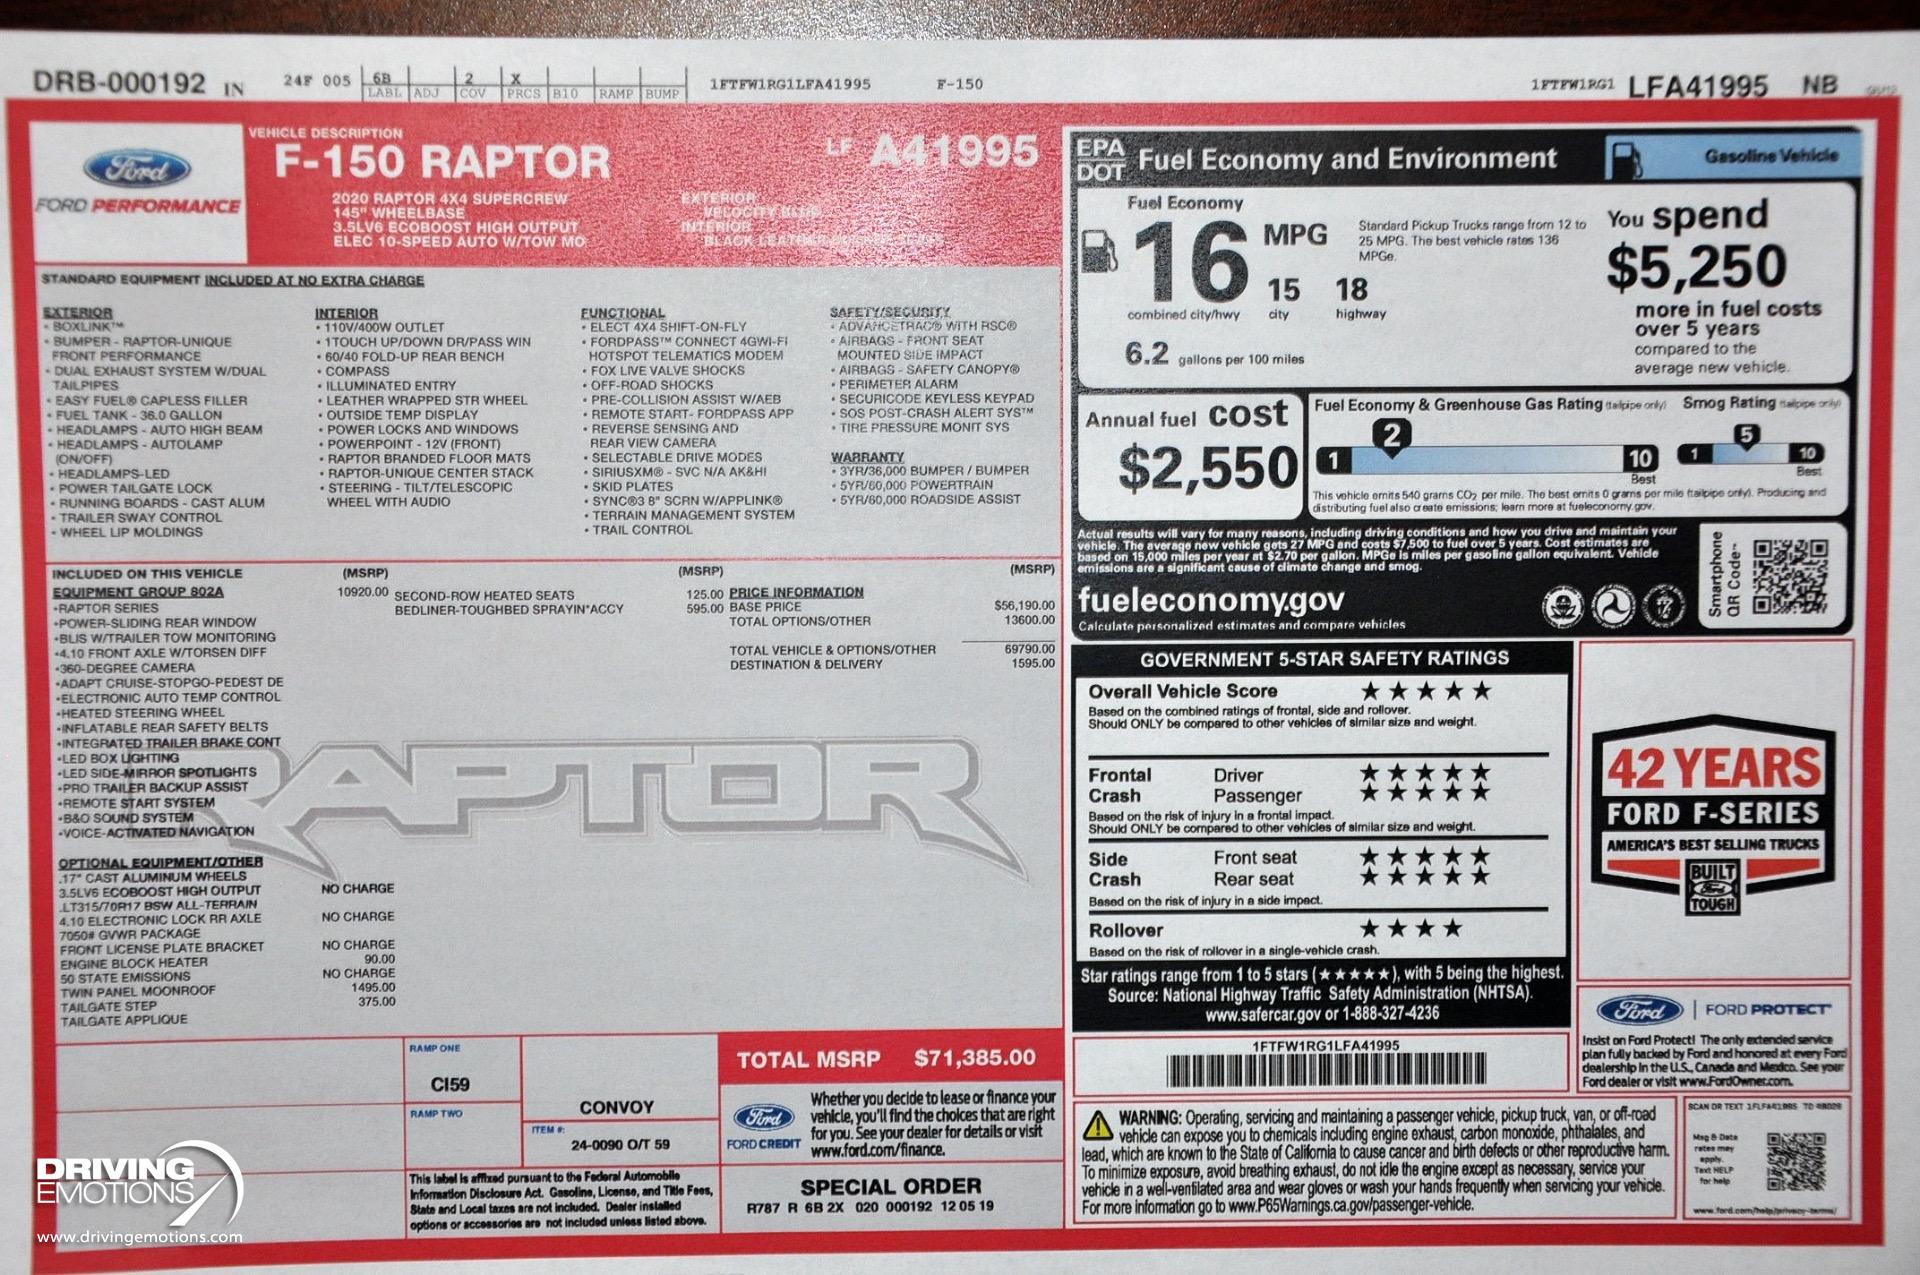 DRB-000192 IN
24F 005
6B 2 X
LABL ADJ COV PRCS B10 RAMP BUMP
1FTFW1RG1LFA41995 F-150
1FTFW1RG1 LFA41995 NB
Ford
FORD PERFORMANCE
VEHICLE DESCRIPTION
F-150 RAPTOR
LF A41995
2020 RAPTOR 4X4 SUPERCREW
145" WHEELBASE
3.5LV6 ECOBOOST HIGH OUTPUT
ELEC 10-SPEED AUTO W/TOW MO
EXTERIOR
VELOCITY BLUE
INTERIOR
BLACK LEATHER
STANDARD EQUIPMENT INCLUDED AT NO EXTRA CHARGE
EXTERIOR
• BOXLINK™
• BUMPER - RAPTOR-UNIQUE
FRONT PERFORMANCE
• DUAL EXHAUST SYSTEM W/DUAL
TAILPIPES
• EASY FUEL® CAPLESS FILLER
• FUEL TANK - 36.0 GALLON
• HEADLAMPS - AUTO HIGH BEAM
• HEADLAMPS - AUTOLAMP
(ON/OFF)
• HEADLAMPS-LED
• POWER TAILGATE LOCK
• RUNNING BOARDS - CAST ALUM
• TRAILER SWAY CONTROL
• WHEEL LIP MOLDINGS
INTERIOR
• 110V/400W OUTLET
• 1TOUCH UP/DOWN DR/PASS WIN
• 60/40 FOLD-UP REAR BENCH
• COMPASS
• ILLUMINATED ENTRY
• LEATHER WRAPPED STR WHEEL
• OUTSIDE TEMP DISPLAY
• POWER LOCKS AND WINDOWS
• POWERPOINT - 12V (FRONT)
• RAPTOR BRANDED FLOOR MATS
• RAPTOR-UNIQUE CENTER STACK
• STEERING - TILT/TELESCOPIC
WHEEL WITH AUDIO
FUNCTIONAL
• ELECT 4X4 SHIFT-ON-FLY
• FORDPASS™ CONNECT 4GWI-FI
HOTSPOT TELEMATICS MODEM
• FOX LIVE VALVE SHOCKS
• OFF-ROAD SHOCKS
• PRE-COLLISION ASSIST W/AEB
• REMOTE START- FORDPASS APP
• REVERSE SENSING AND
REAR VIEW CAMERA
• SELECTABLE DRIVE MODES
• SIRIUSXM® - SVC N/A AK&HI
• SKID PLATES
• SYNC®3 8" SCRN W/APPLINK®
• TERRAIN MANAGEMENT SYSTEM
• TRAIL CONTROL
SAFETY/SECURITY
• ADVANCETRAC® WITH RSC®
• AIRBAGS - FRONT SEAT
MOUNTED SIDE IMPACT
• AIRBAGS - SAFETY CANOPY®
• PERIMETER ALARM
• SECURICODE KEYLESS KEYPAD
• SOS POST-CRASH ALERT SYS™
• TIRE PRESSURE MONIT SYS
WARRANTY
• 3YR/36,000 BUMPER / BUMPER
• 5YR/60,000 POWERTRAIN
• 5YR/60,000 ROADSIDE ASSIST
INCLUDED ON THIS VEHICLE (MSRP)
EQUIPMENT GROUP 802A 10920.00
•RAPTOR SERIES
•POWER-SLIDING REAR WINDOW
•BLIS W/TRAILER TOW MONITORING
•4.10 FRONT AXLE W/TORSEN DIFF
•360-DEGREE CAMERA
•ADAPT CRUISE-STOPGO-PEDEST DE
•ELECTRONIC AUTO TEMP CONTROL
•HEATED STEERING WHEEL
•INFLATABLE REAR SAFETY BELTS
•INTEGRATED TRAILER BRAKE CONT
•LED BOX LIGHTING
•LED SIDE-MIRROR SPOTLIGHTS
•PRO TRAILER BACKUP ASSIST
•REMOTE START SYSTEM
•B&O SOUND SYSTEM
•VOICE-ACTIVATED NAVIGATION
OPTIONAL EQUIPMENT/OTHER
.17" CAST ALUMINUM WHEELS
3.5LV6 ECOBOOST HIGH OUTPUT NO CHARGE
.LT315/70R17 BSW ALL-TERRAIN
4.10 ELECTRONIC LOCK RR AXLE NO CHARGE
7050# GVWR PACKAGE
FRONT LICENSE PLATE BRACKET NO CHARGE
ENGINE BLOCK HEATER 90.00
50 STATE EMISSIONS NO CHARGE
TWIN PANEL MOONROOF 1495.00
TAILGATE STEP 375.00
TAILGATE APPLIQUE
(MSRP)
SECOND-ROW HEATED SEATS 125.00
BEDLINER-TOUGHBED SPRAYIN*ACCY 595.00
(MSRP)
PRICE INFORMATION
BASE PRICE $56,190.00
TOTAL OPTIONS/OTHER 13600.00
TOTAL VEHICLE & OPTIONS/OTHER 69790.00
DESTINATION & DELIVERY 1595.00
RAPTOR
RAMP ONE
CI59
RAMP TWO
CONVOY
ITEM #:
24-0090 O/T 59
TOTAL MSRP $71,385.00
Ford
FORD CREDIT
Whether you decide to lease or finance your
vehicle, you'll find the choices that are right
for you. See your dealer for details or visit
www.ford.com/finance.
This label is affixed pursuant to the Federal Automobile
Information Disclosure Act. Gasoline, License, and Title Fees,
State and Local taxes are not included. Dealer installed
options or accessories are not included unless listed above.
SPECIAL ORDER
R787 R 6B 2X 020 000192 12 05 19
EPA
DOT
Fuel Economy and Environment
Gasoline Vehicle
Fuel Economy
16 MPG
15 18
combined city/hwy city highway
6.2 gallons per 100 miles
Standard Pickup Trucks range from 12 to
25 MPG. The best vehicle rates 136
MPGe.
You spend
$5,250
more in fuel costs
over 5 years
compared to the
average new vehicle.
Annual fuel cost
$2,550
Fuel Economy & Greenhouse Gas Rating (tailpipe only)
2
1 10
Best
Smog Rating (tailpipe only)
5
1 10
Best
This vehicle emits 540 grams CO2 per mile. The best emits 0 grams per mile (tailpipe only). Producing and
distributing fuel also create emissions; learn more at fueleconomy.gov.
Actual results will vary for many reasons, including driving conditions and how you drive and maintain your
vehicle. The average new vehicle gets 27 MPG and costs $7,500 to fuel over 5 years. Cost estimates are
based on 15,000 miles per year at $2.70 per gallon. MPGe is miles per gasoline gallon equivalent. Vehicle
emissions are a significant cause of climate change and smog.
fueleconomy.gov
Calculate personalized estimates and compare vehicles
Smartphone
QR Code™
GOVERNMENT 5-STAR SAFETY RATINGS
Overall Vehicle Score ★★★★★
Based on the combined ratings of frontal, side and rollover.
Should ONLY be compared to other vehicles of similar size and weight.
Frontal Driver ★★★★★
Crash Passenger ★★★★★
Based on the risk of injury in a frontal impact.
Should ONLY be compared to other vehicles of similar size and weight.
Side Front seat ★★★★★
Crash Rear seat ★★★★★
Based on the risk of injury in a side impact.
Rollover ★★★★
Based on the risk of rollover in a single-vehicle crash.
Star ratings range from 1 to 5 stars (★★★★★), with 5 being the highest.
Source: National Highway Traffic Safety Administration (NHTSA).
www.safercar.gov or 1-888-327-4236
42 YEARS
FORD F-SERIES
AMERICA'S BEST SELLING TRUCKS
BUILT
Ford
TOUGH
Ford | FORD PROTECT
Insist on Ford Protect! The only extended service
plan fully backed by Ford and honored at every Ford
dealership in the U.S., Canada and Mexico. See your
Ford dealer or visit www.FordOwner.com.
1FTFW1RG1LFA41995
WARNING: Operating, servicing and maintaining a passenger vehicle, pickup truck, van, or off-road
vehicle can expose you to chemicals including engine exhaust, carbon monoxide, phthalates, and
lead, which are known to the State of California to cause cancer and birth defects or other reproductive harm.
To minimize exposure, avoid breathing exhaust, do not idle the engine except as necessary, service your
vehicle in a well-ventilated area and wear gloves or wash your hands frequently when servicing your vehicle.
For more information go to www.P65Warnings.ca.gov/passenger-vehicle.
SCAN OR TEXT 1FLFA41995 TO 48028
Msg & Data
rates may
apply.
Text HELP
for help
www.ford.com/help/privacy-terms/
DRIVING
EMOTIONS
www.drivingemotions.com